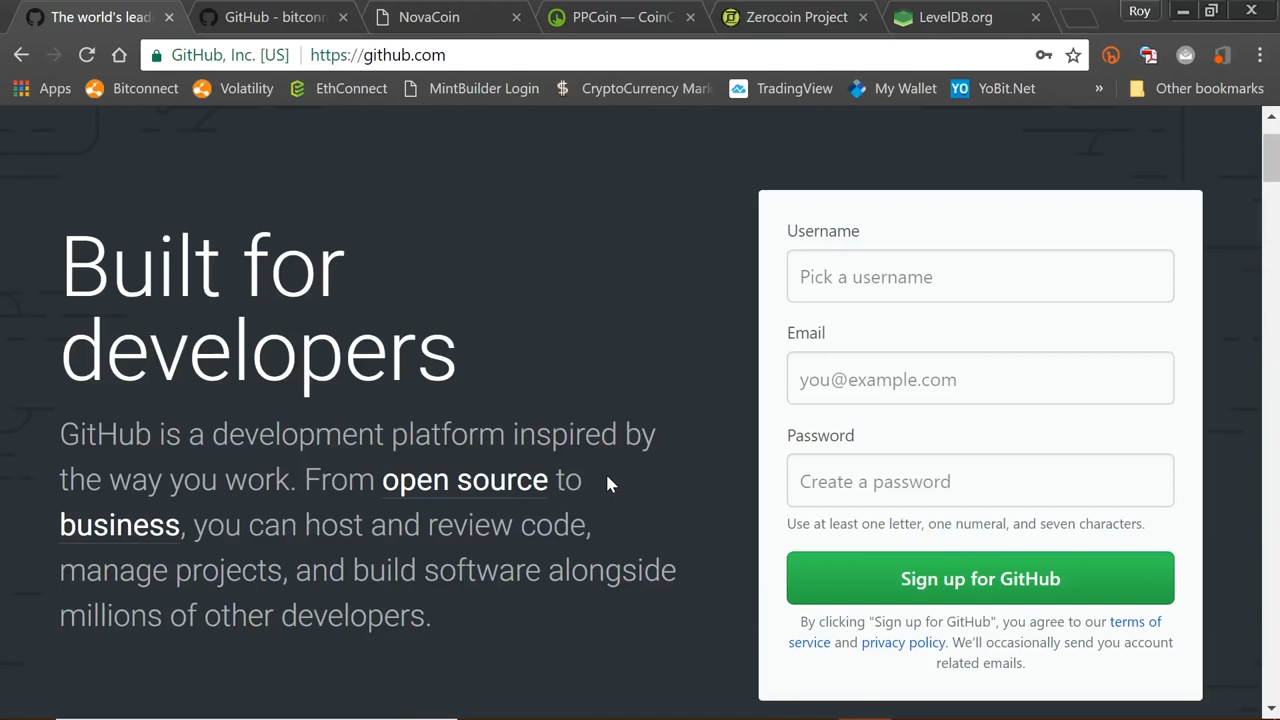 The world's lead
GitHub - bitconn
NovaCoin
PPCoin — CoinC
Zerocoin Project
LevelDB.org
Roy
GitHub, Inc. [US]
https://github.com
Apps
Bitconnect
Volatility
EthConnect
MintBuilder Login
$
CryptoCurrency Mark
TradingView
My Wallet
YO
YoBit.Net
»
Other bookmarks
Built for
developers
GitHub is a development platform inspired by
the way you work. From open source to
business, you can host and review code,
manage projects, and build software alongside
millions of other developers.
Username
Pick a username
Email
you@example.com
Password
Create a password
Use at least one letter, one numeral, and seven characters.
Sign up for GitHub
By clicking "Sign up for GitHub", you agree to our terms of
service and privacy policy. We'll occasionally send you account
related emails.